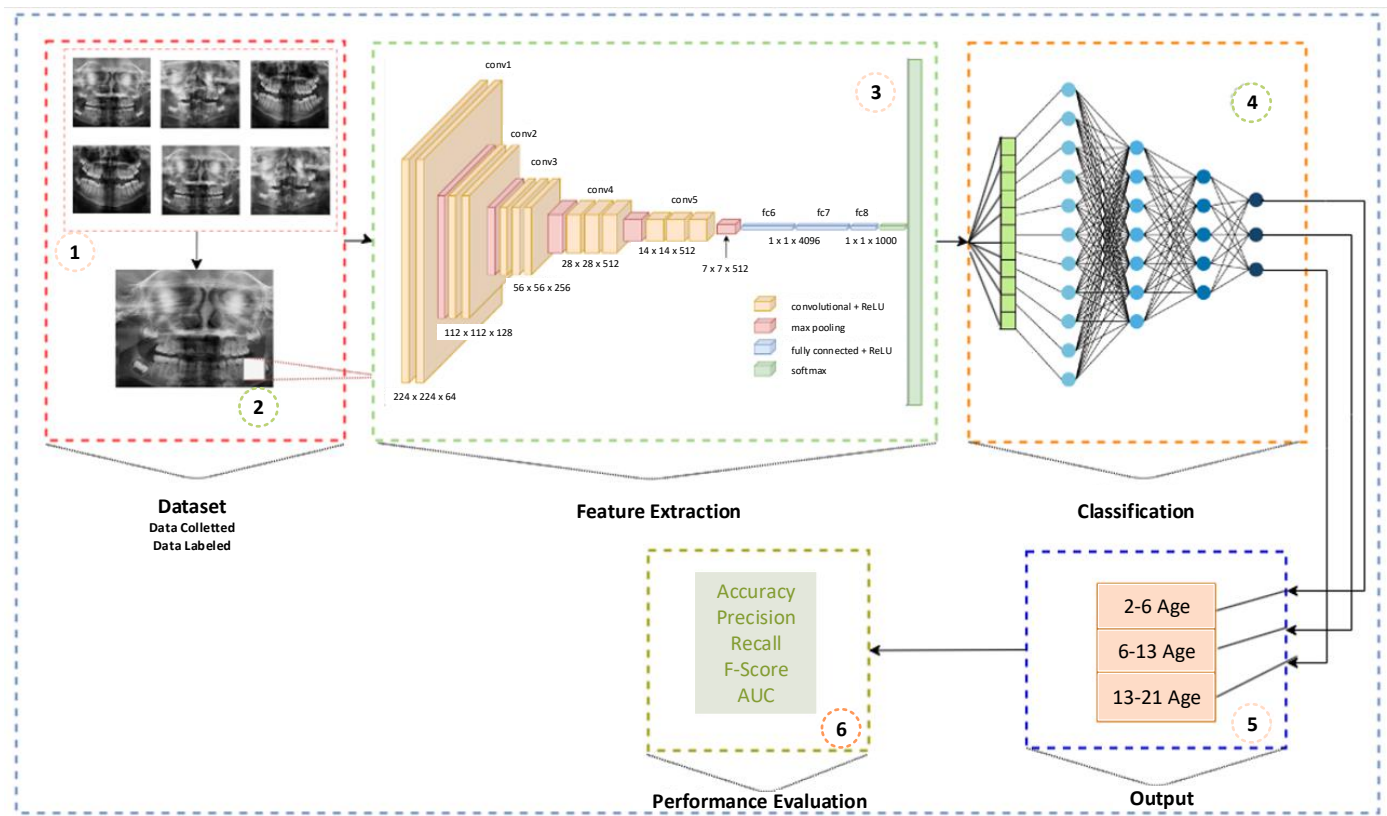 1
2
Dataset
Data Colletted
Data Labeled
conv1
conv2
conv3
conv4
conv5
fc6
fc7
fc8
224 x 224 x 64
112 x 112 x 128
56 x 56 x 256
28 x 28 x 512
14 x 14 x 512
7 x 7 x 512
1 x 1 x 4096
1 x 1 x 1000
convolutional + ReLU
max pooling
fully connected + ReLU
softmax
3
Feature Extraction
4
Classification
2-6 Age
6-13 Age
13-21 Age
5
Output
Accuracy
Precision
Recall
F-Score
AUC
6
Performance Evaluation